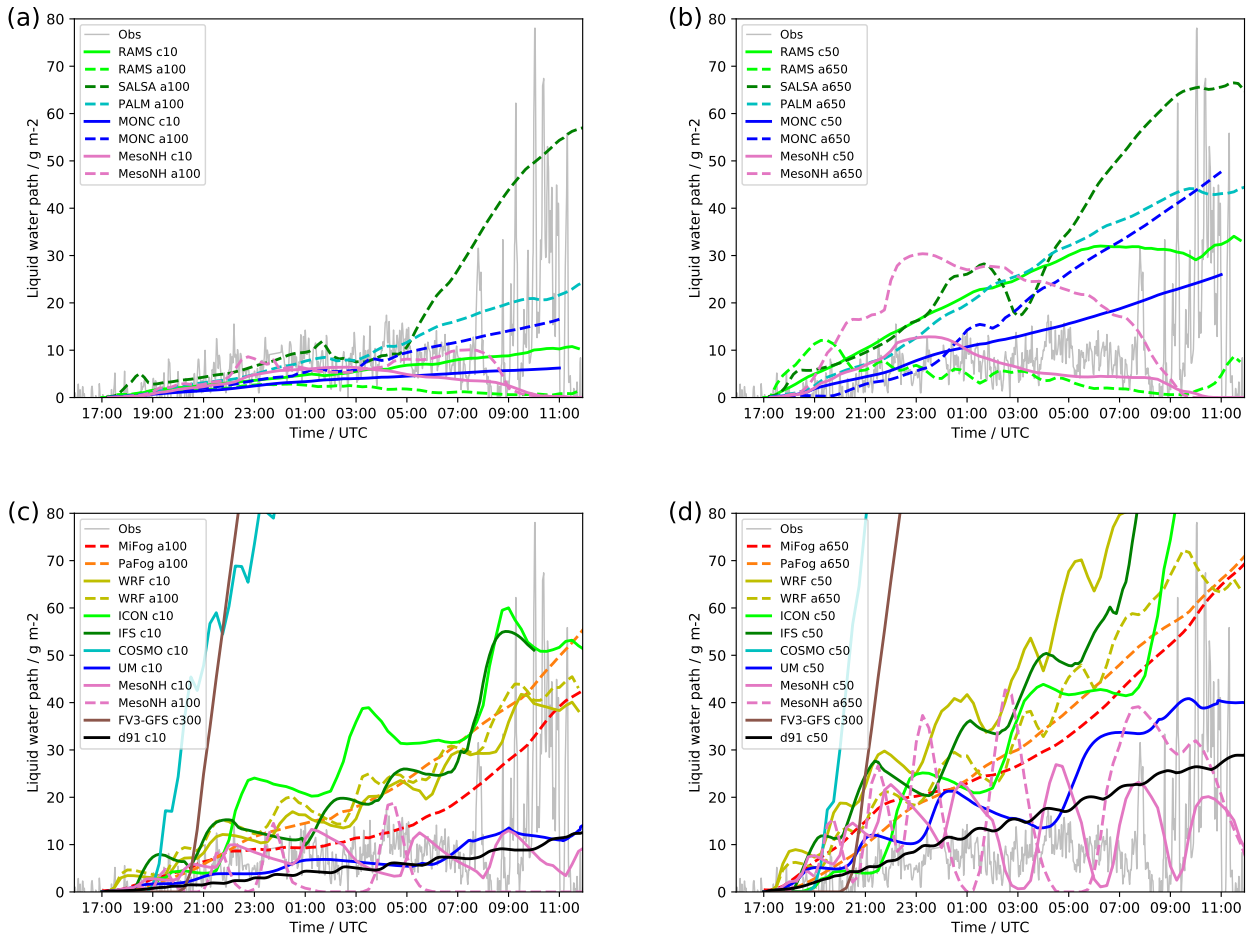 (a)
80
70
60
50
40
30
20
10
0
Liquid water path / g m-2
Obs
RAMS c10
RAMS a100
SALSA a100
PALM a100
MONC c10
MONC a100
MesoNH c10
MesoNH a100
17:00 19:00 21:00 23:00 01:00 03:00 05:00 07:00 09:00 11:00
Time / UTC
(b)
80
70
60
50
40
30
20
10
0
Liquid water path / g m-2
Obs
RAMS c50
RAMS a650
SALSA a650
PALM a650
MONC c50
MONC a650
MesoNH c50
MesoNH a650
17:00 19:00 21:00 23:00 01:00 03:00 05:00 07:00 09:00 11:00
Time / UTC
(c)
80
70
60
50
40
30
20
10
0
Liquid water path / g m-2
Obs
MiFog a100
PaFog a100
WRF c10
WRF a100
ICON c10
IFS c10
COSMO c10
UM c10
MesoNH c10
MesoNH a100
FV3-GFS c300
d91 c10
17:00 19:00 21:00 23:00 01:00 03:00 05:00 07:00 09:00 11:00
Time / UTC
(d)
80
70
60
50
40
30
20
10
0
Liquid water path / g m-2
Obs
MiFog a650
PaFog a650
WRF c50
WRF a650
ICON c50
IFS c50
COSMO c50
UM c50
MesoNH c50
MesoNH a650
FV3-GFS c300
d91 c50
17:00 19:00 21:00 23:00 01:00 03:00 05:00 07:00 09:00 11:00
Time / UTC